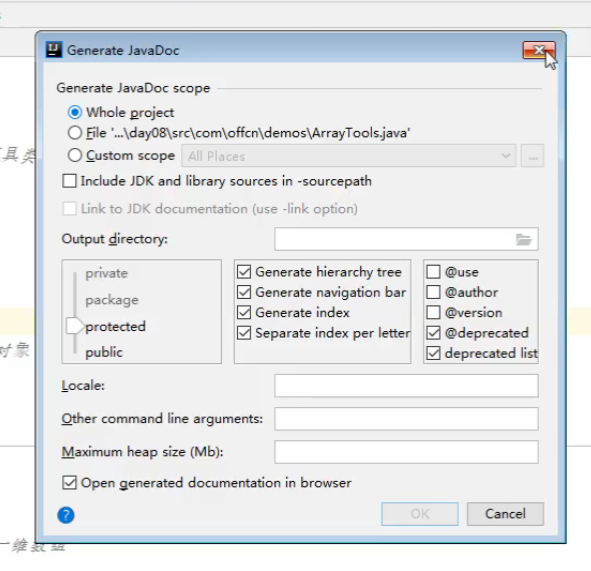 Generate JavaDoc
Generate JavaDoc scope
Whole project
具类
File '...\day08\src\com\offcn\demos\ArrayTools.java'
Custom scope All Places ...
Include JDK and library sources in -sourcepath
Link to JDK documentation (use -link option)
Output directory:
private
package
protected
public
Generate hierarchy tree
Generate navigation bar
Generate index
Separate index per letter
@use
@author
@version
@deprecated
deprecated list
对象
Locale:
Other command line arguments:
Maximum heap size (Mb):
Open generated documentation in browser
? OK Cancel
一维数组